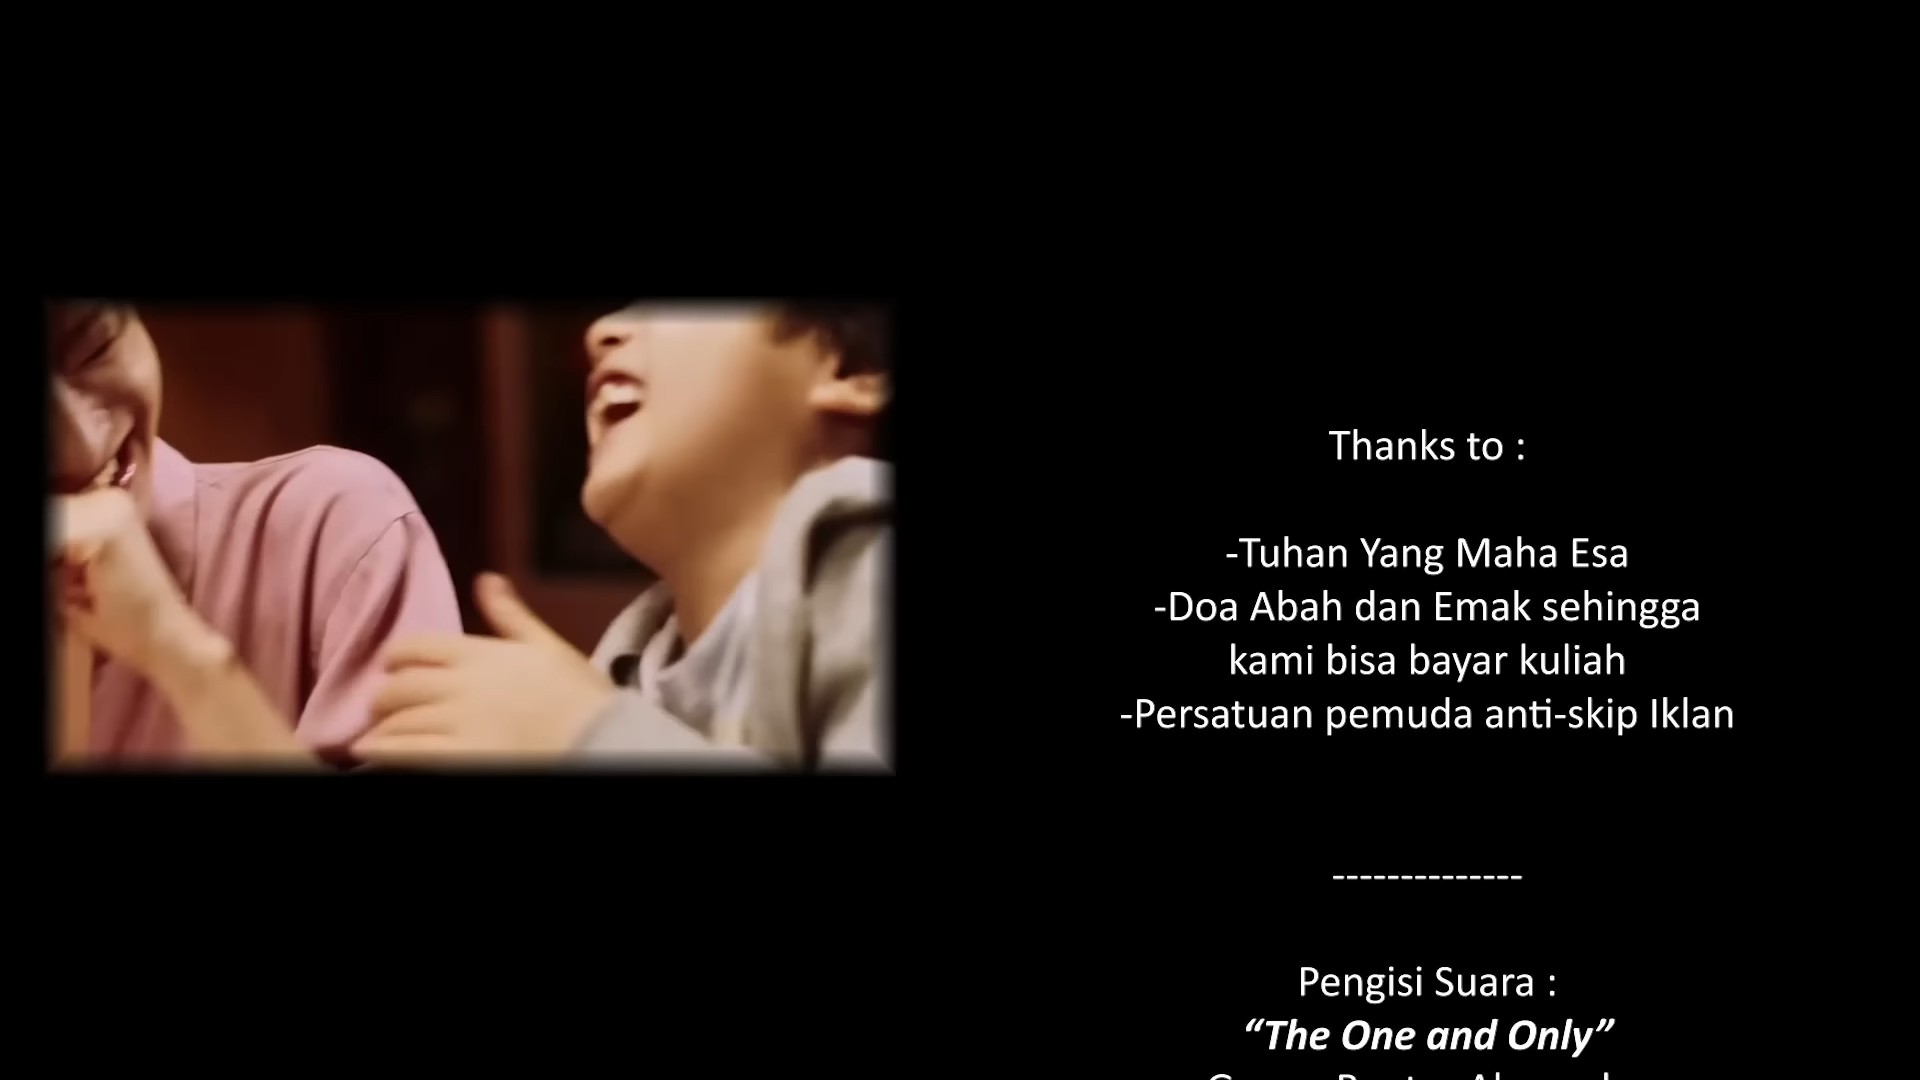 Thanks to :
-Tuhan Yang Maha Esa
-Doa Abah dan Emak sehingga
kami bisa bayar kuliah
-Persatuan pemuda anti-skip Iklan
--------------
Pengisi Suara :
“The One and Only”